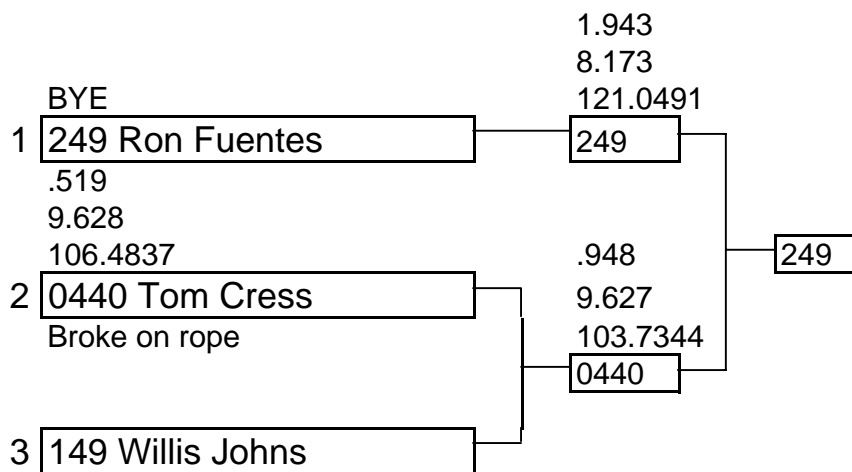 BYE
1 249 Ron Fuentes
.519
9.628
106.4837
2 0440 Tom Cress
Broke on rope
3 149 Willis Johns
1.943
8.173
121.0491
249
.948
9.627
103.7344
0440
249